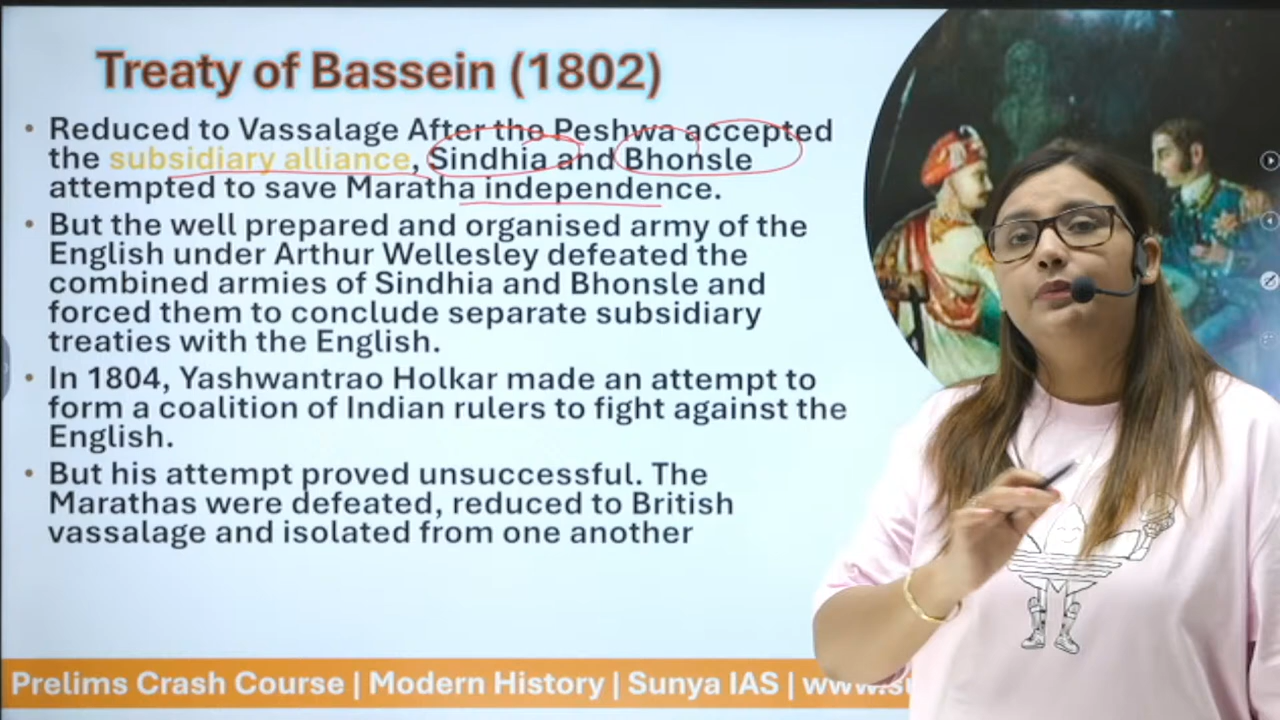 Treaty of Bassein (1802)
• Reduced to Vassalage After the Peshwa accepted
the subsidiary alliance, Sindhia and Bhonsle
attempted to save Maratha independence.
• But the well prepared and organised army of the
English under Arthur Wellesley defeated the
combined armies of Sindhia and Bhonsle and
forced them to conclude separate subsidiary
treaties with the English.
• In 1804, Yashwantrao Holkar made an attempt to
form a coalition of Indian rulers to fight against the
English.
• But his attempt proved unsuccessful. The
Marathas were defeated, reduced to British
vassalage and isolated from one another
Prelims Crash Course | Modern History | Sunya IAS |